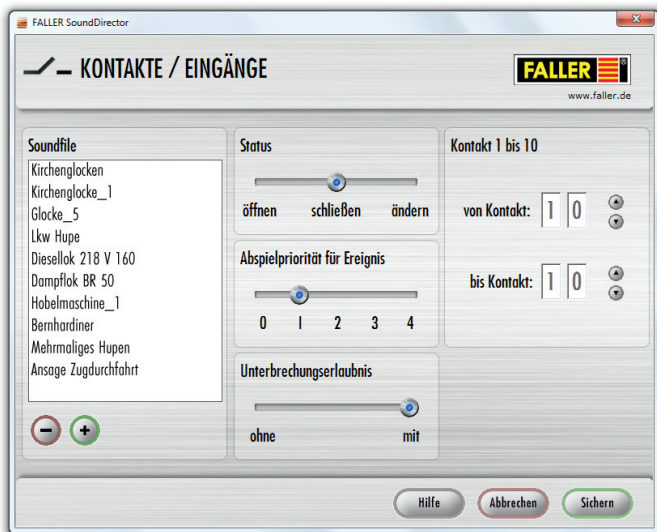 FALLER SoundDirector
KONTAKTE / EINGÄNGE
FALLER
www.faller.de
Soundfile
Kirchenglocken
Kirchenglocke_1
Glocke_5
Lkw Hupe
Diesellok 218 V 160
Dampflok BR 50
Hobelmaschine_1
Bernhardiner
Mehrmaliges Hupen
Ansage Zugdurchfahrt
Status
öffnen schließen ändern
Abspielpriorität für Ereignis
0 1 2 3 4
Unterbrechungserlaubnis
ohne mit
Kontakt 1 bis 10
von Kontakt: 1 0
bis Kontakt: 1 0
Hilfe Abbrechen Sichern